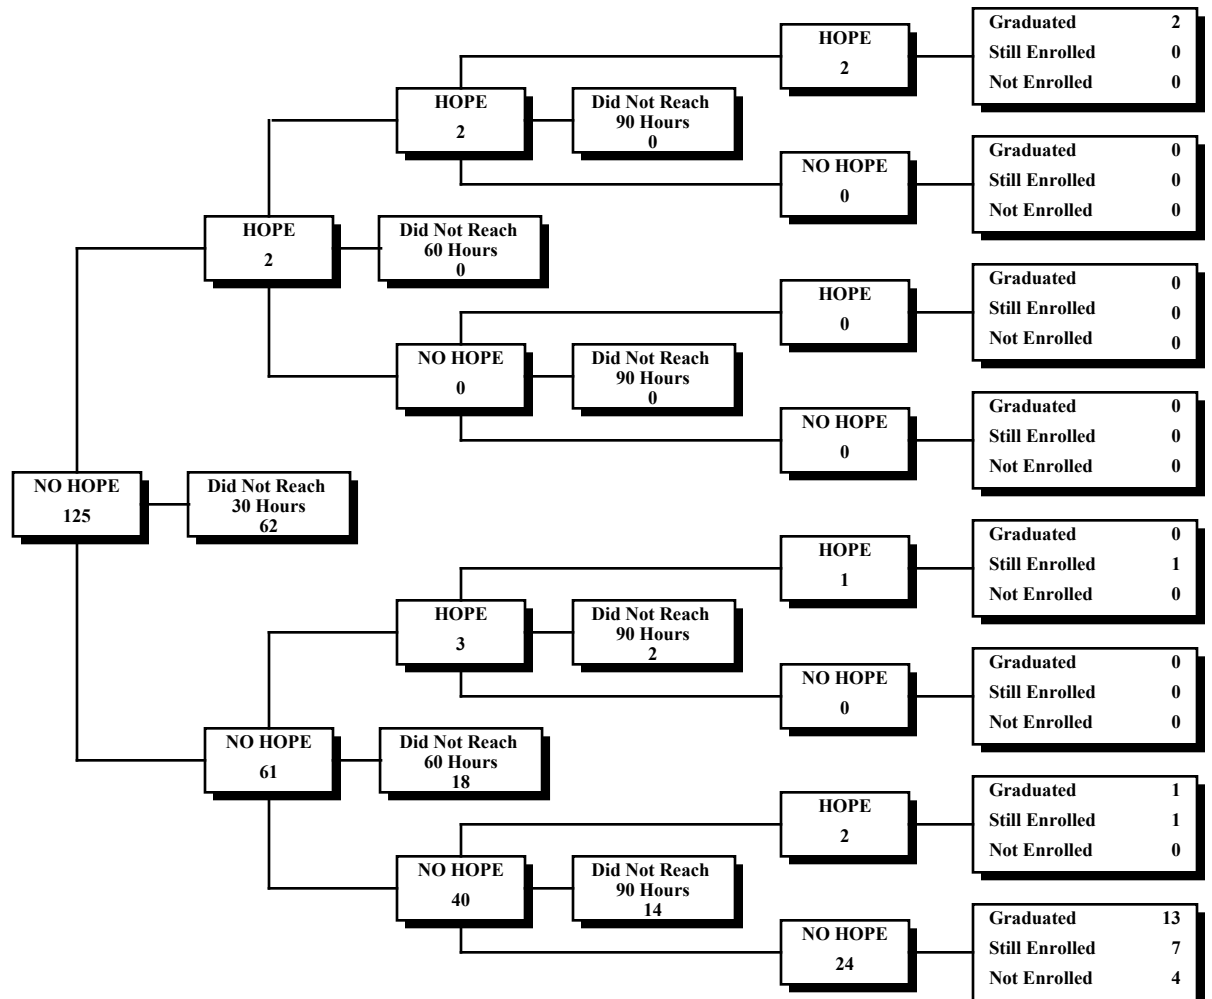 HOPE
2
Graduated 2
Still Enrolled 0
Not Enrolled 0
HOPE
2
Did Not Reach
90 Hours
0
NO HOPE
0
Graduated 0
Still Enrolled 0
Not Enrolled 0
HOPE
2
Did Not Reach
60 Hours
0
HOPE
0
Graduated 0
Still Enrolled 0
Not Enrolled 0
NO HOPE
0
Did Not Reach
90 Hours
0
NO HOPE
0
Graduated 0
Still Enrolled 0
Not Enrolled 0
NO HOPE
125
Did Not Reach
30 Hours
62
HOPE
1
Graduated 0
Still Enrolled 1
Not Enrolled 0
HOPE
3
Did Not Reach
90 Hours
2
NO HOPE
0
Graduated 0
Still Enrolled 0
Not Enrolled 0
NO HOPE
61
Did Not Reach
60 Hours
18
HOPE
2
Graduated 1
Still Enrolled 1
Not Enrolled 0
NO HOPE
40
Did Not Reach
90 Hours
14
NO HOPE
24
Graduated 13
Still Enrolled 7
Not Enrolled 4